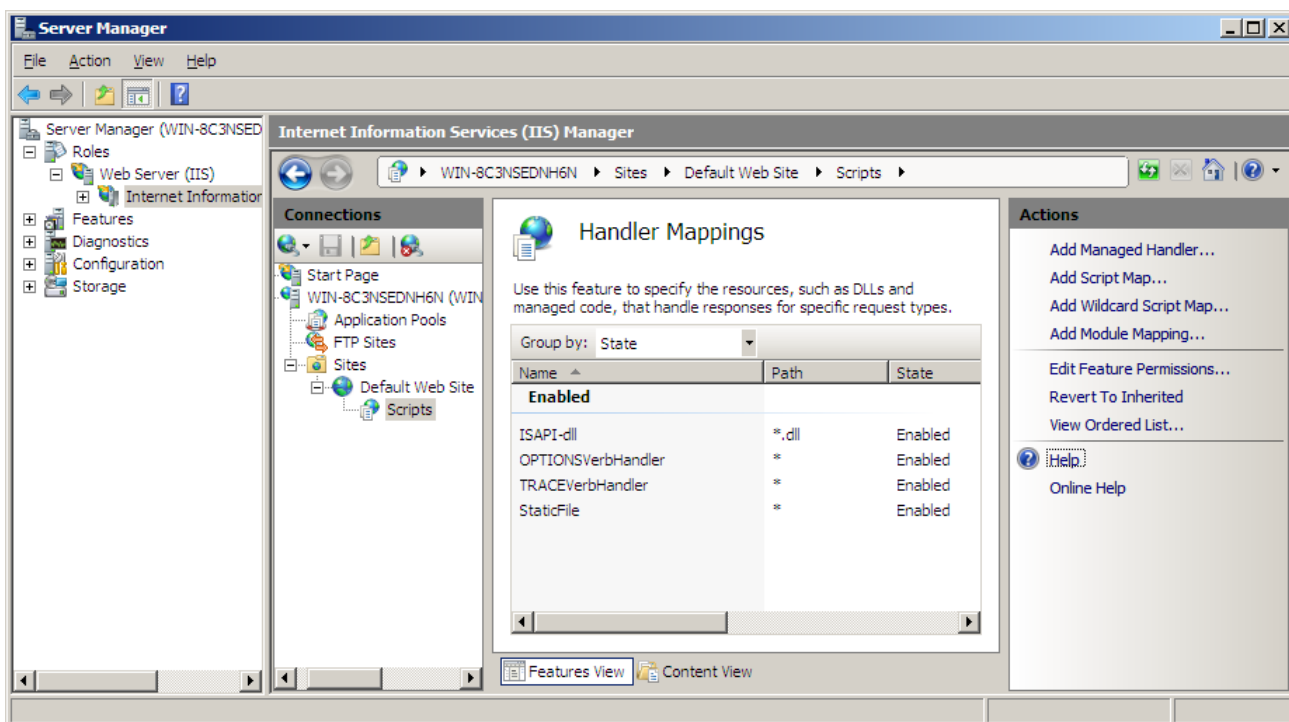 Server Manager
File Action View Help
Server Manager (WIN-8C3NSED
Roles
Web Server (IIS)
Internet Information
Features
Diagnostics
Configuration
Storage
Internet Information Services (IIS) Manager
WIN-8C3NSEDNH6N Sites Default Web Site Scripts
Connections
Start Page
WIN-8C3NSEDNH6N (WIN
Application Pools
FTP Sites
Sites
Default Web Site
Scripts
Handler Mappings
Use this feature to specify the resources, such as DLLs and
managed code, that handle responses for specific request types.
Group by: State
Name Path State
Enabled
ISAPI-dll *.dll Enabled
OPTIONSVerbHandler * Enabled
TRACEVerbHandler * Enabled
StaticFile * Enabled
Features View Content View
Actions
Add Managed Handler...
Add Script Map...
Add Wildcard Script Map...
Add Module Mapping...
Edit Feature Permissions...
Revert To Inherited
View Ordered List...
Help
Online Help